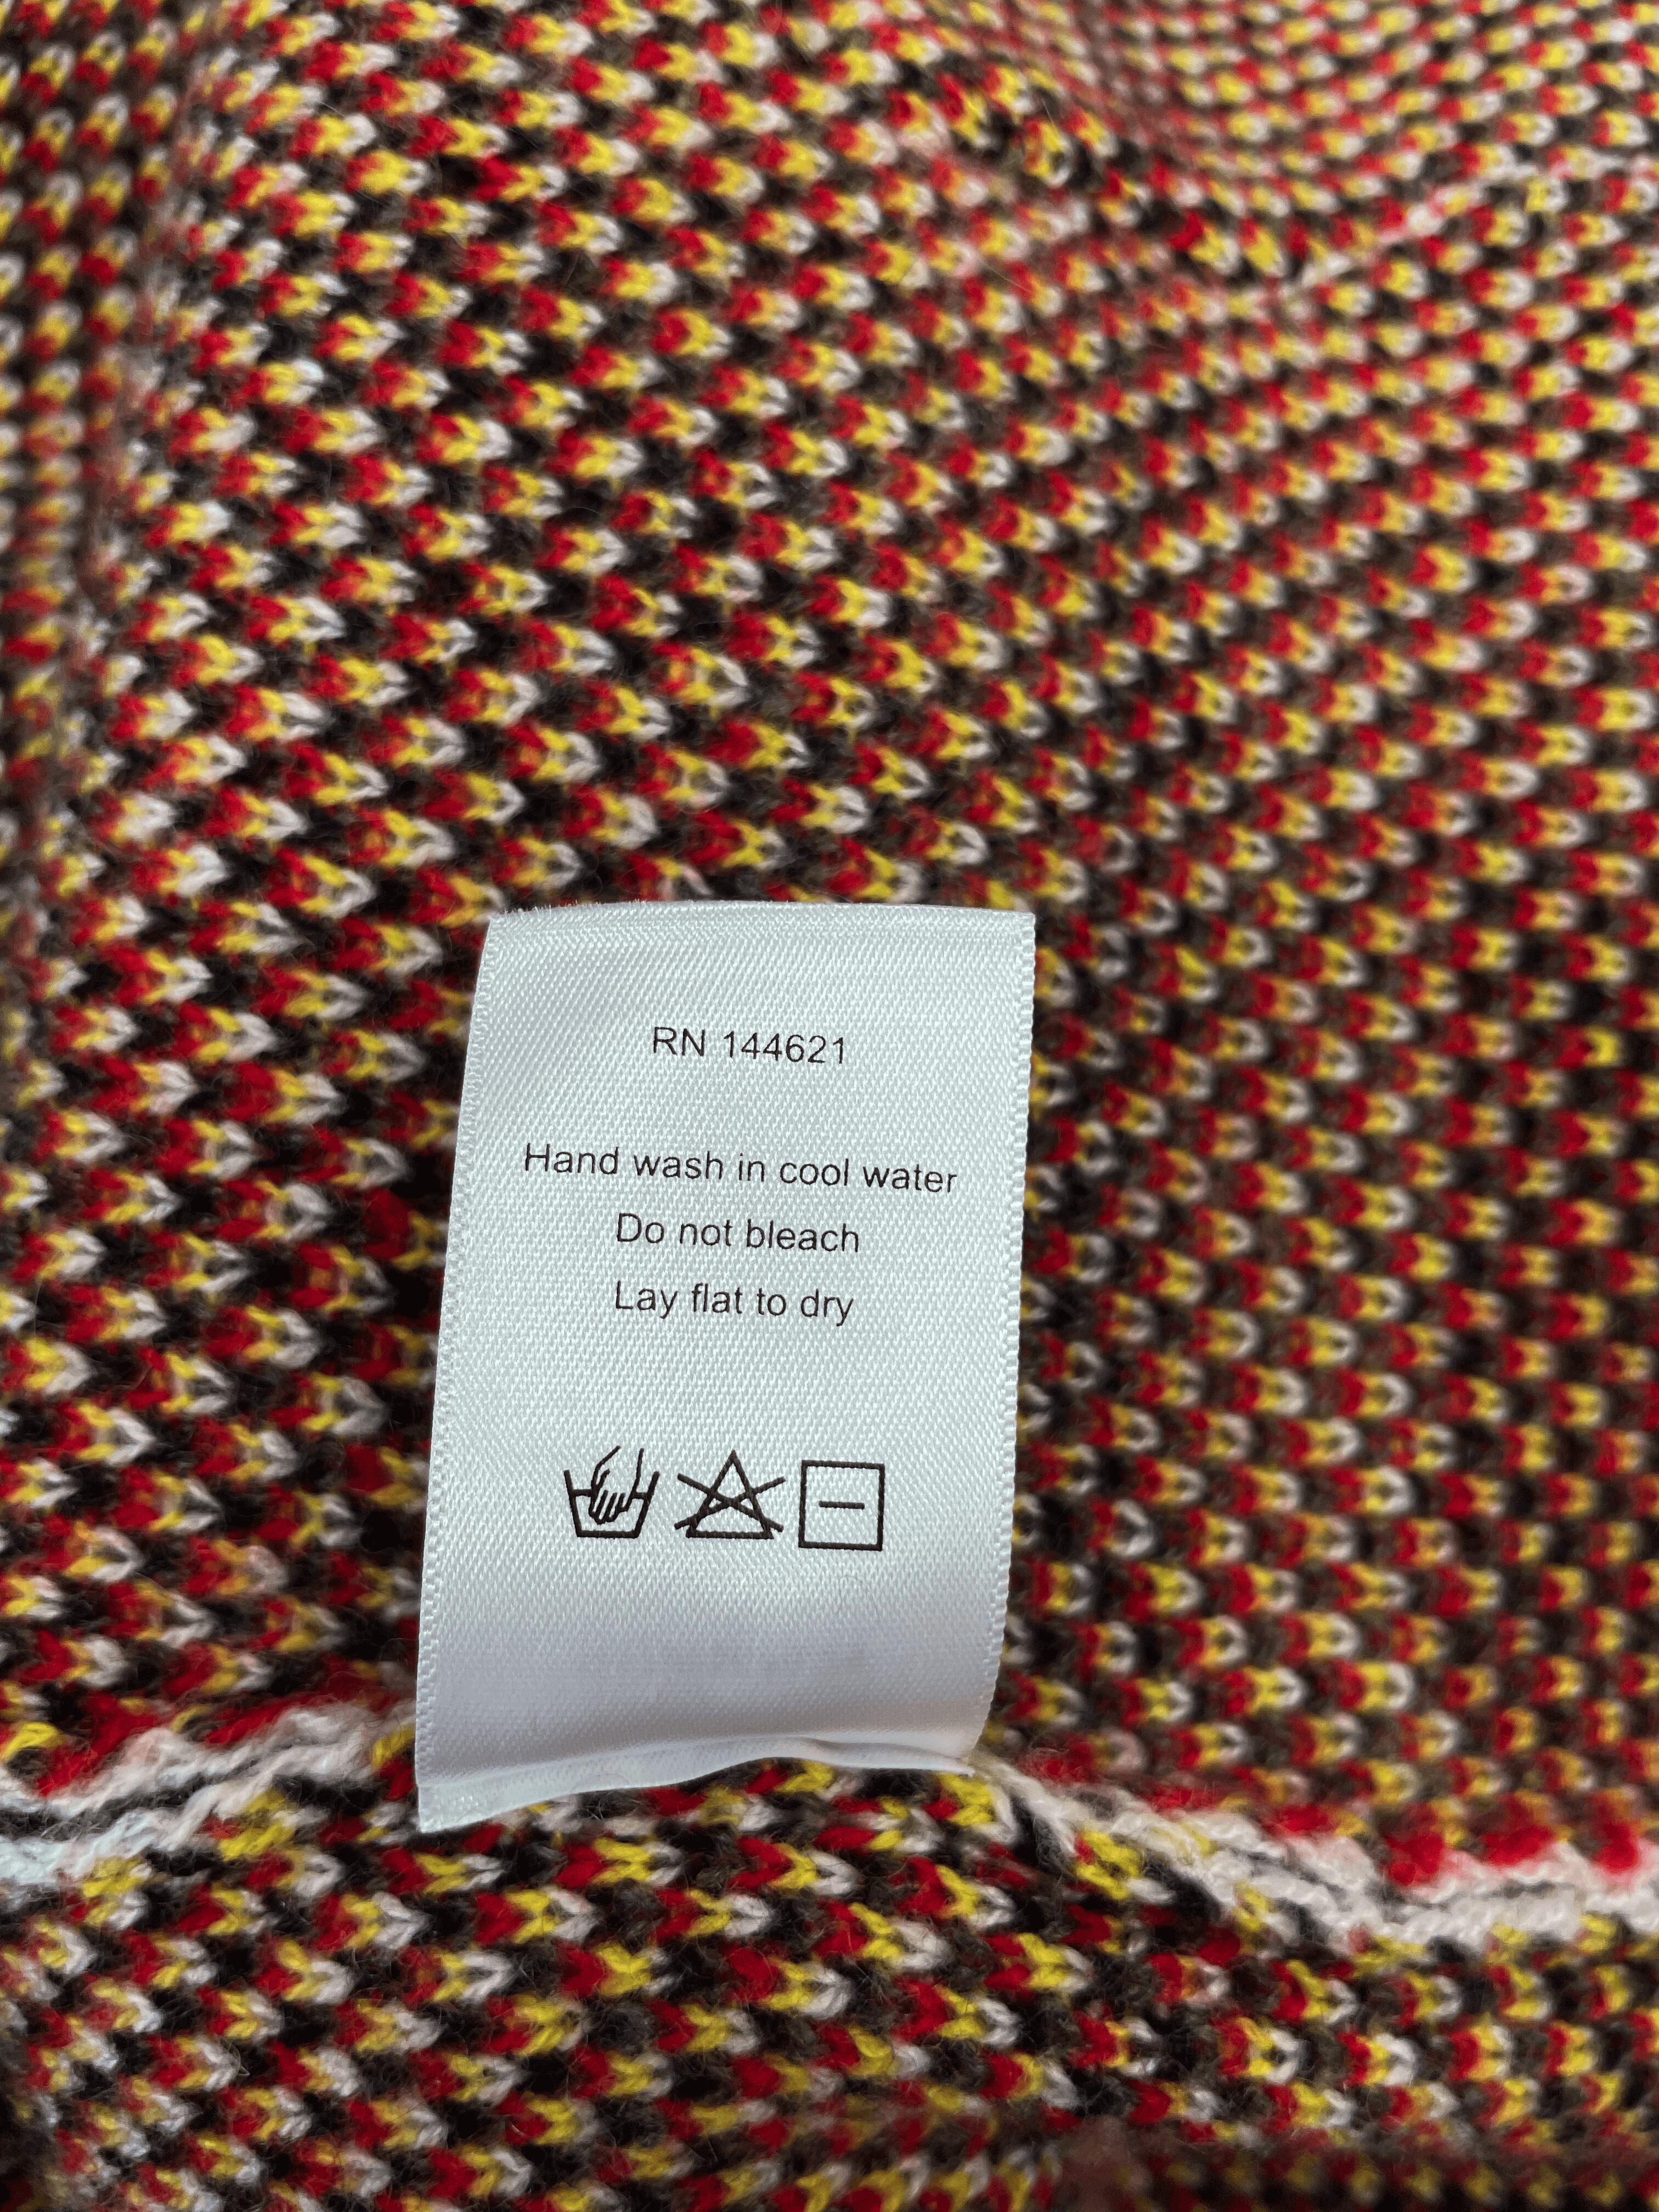 RN 144621
Hand wash in cool water
Do not bleach
Lay flat to dry